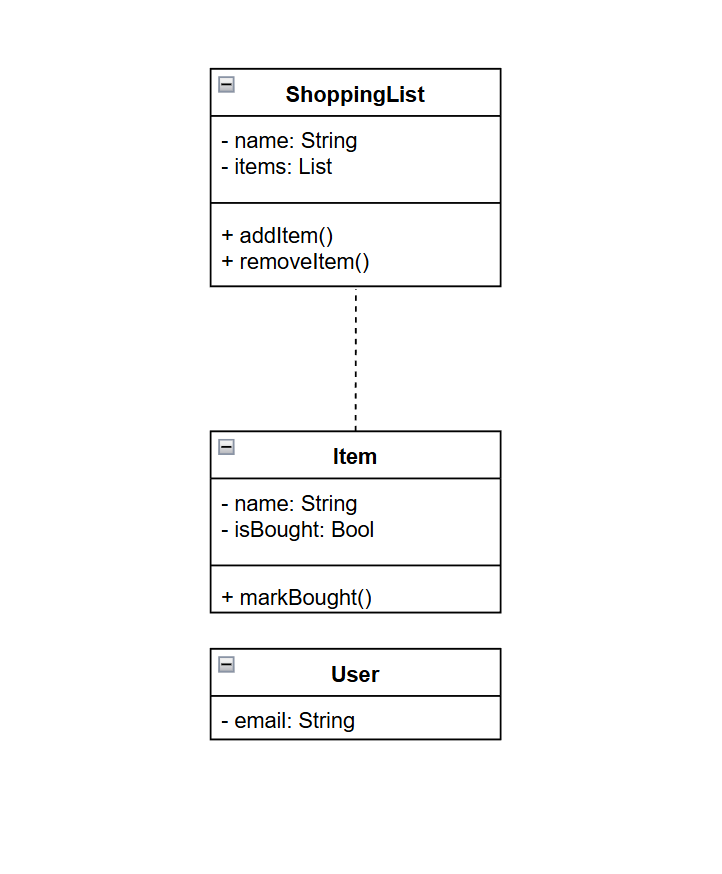 ShoppingList
- name: String
- items: List
+ addItem()
+ removeItem()
Item
- name: String
- isBought: Bool
+ markBought()
User
- email: String